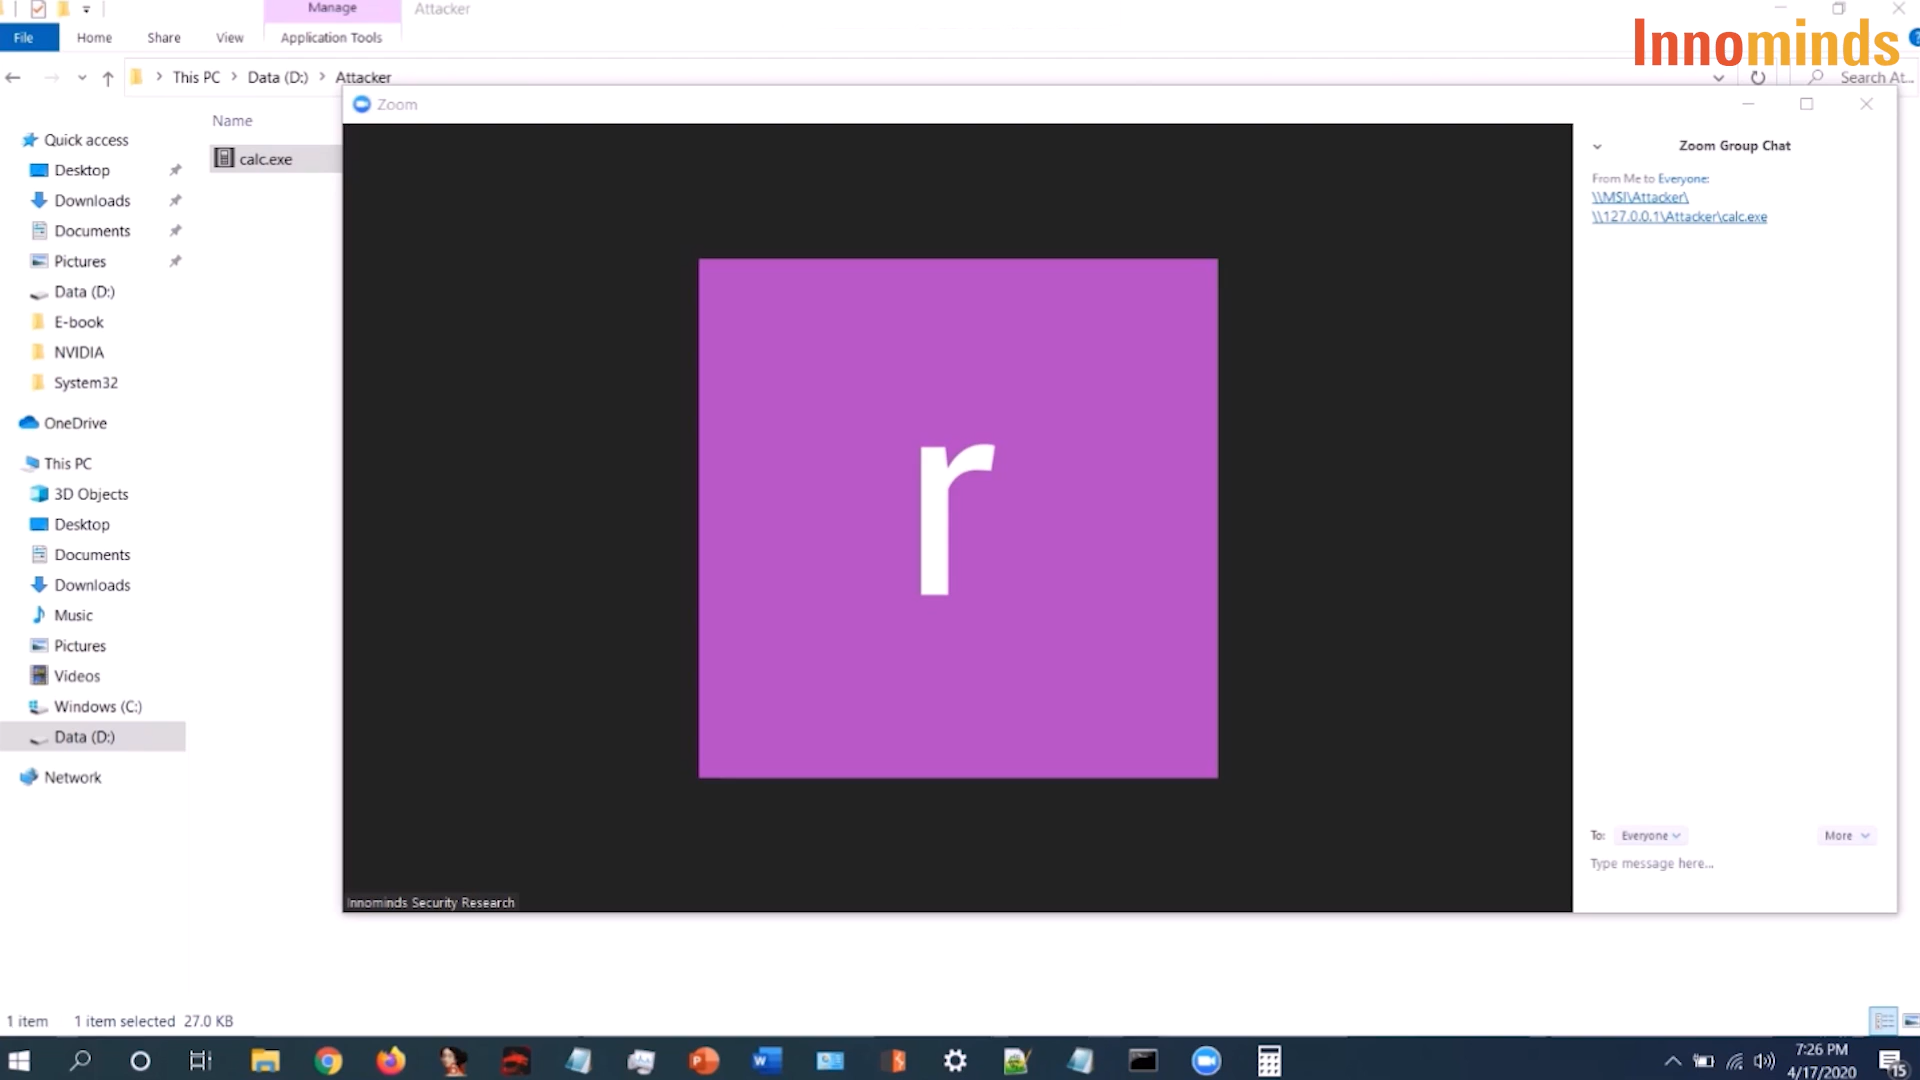 Manage
Attacker
File
Home
Share
View
Application Tools
Innominds
This PC
Data (D:)
Attacker
Search At...
Zoom
Name
calc.exe
Quick access
Desktop
Downloads
Documents
Pictures
Data (D:)
E-book
NVIDIA
System32
OneDrive
This PC
3D Objects
Desktop
Documents
Downloads
Music
Pictures
Videos
Windows (C:)
Data (D:)
Network
r
Innominds Security Research
Zoom Group Chat
From Me to Everyone:
\\MSI\Attacker\
\\127.0.0.1\Attacker\calc.exe
To: Everyone
More
Type message here...
1 item
1 item selected 27.0 KB
7:26 PM
4/17/2020
15